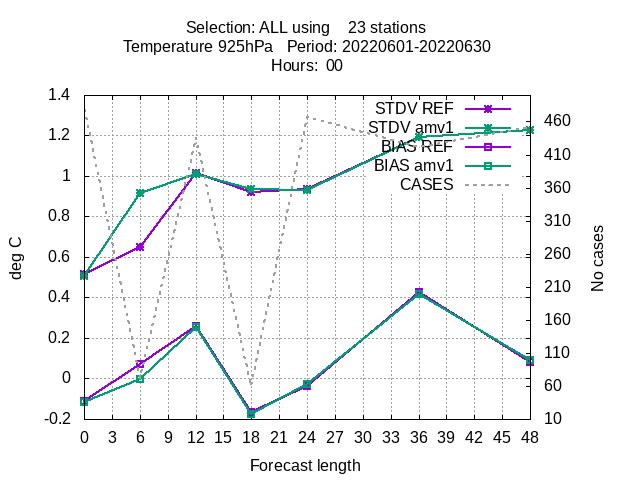 Selection: ALL using 23 stations
Temperature 925hPa Period: 20220601-20220630
Hours: 00
1.4
1.2
1
0.8
0.6
0.4
0.2
0
-0.2
deg C
STDV REF
STDV amv1
BIAS REF
BIAS amv1
CASES
460
410
360
310
260
210
160
110
60
10
No cases
0 3 6 9 12 15 18 21 24 27 30 33 36 39 42 45 48
Forecast length